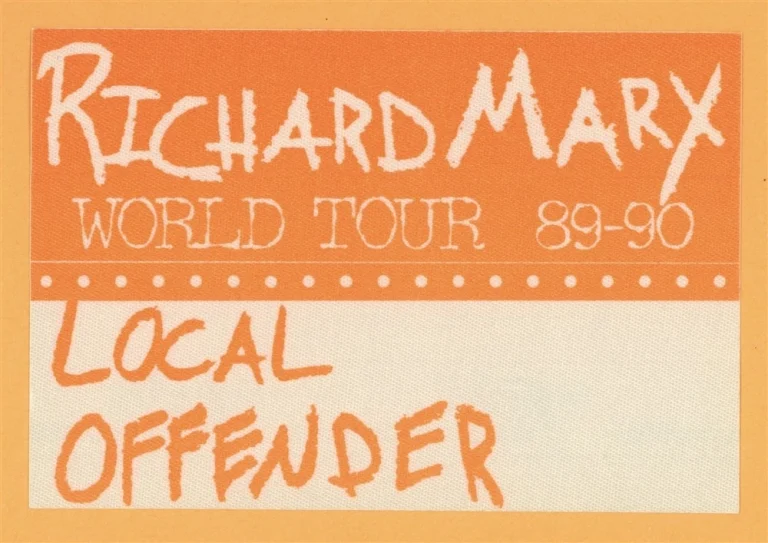 RICHARD MARX
WORLD TOUR 89-90
LOCAL
OFFENDER